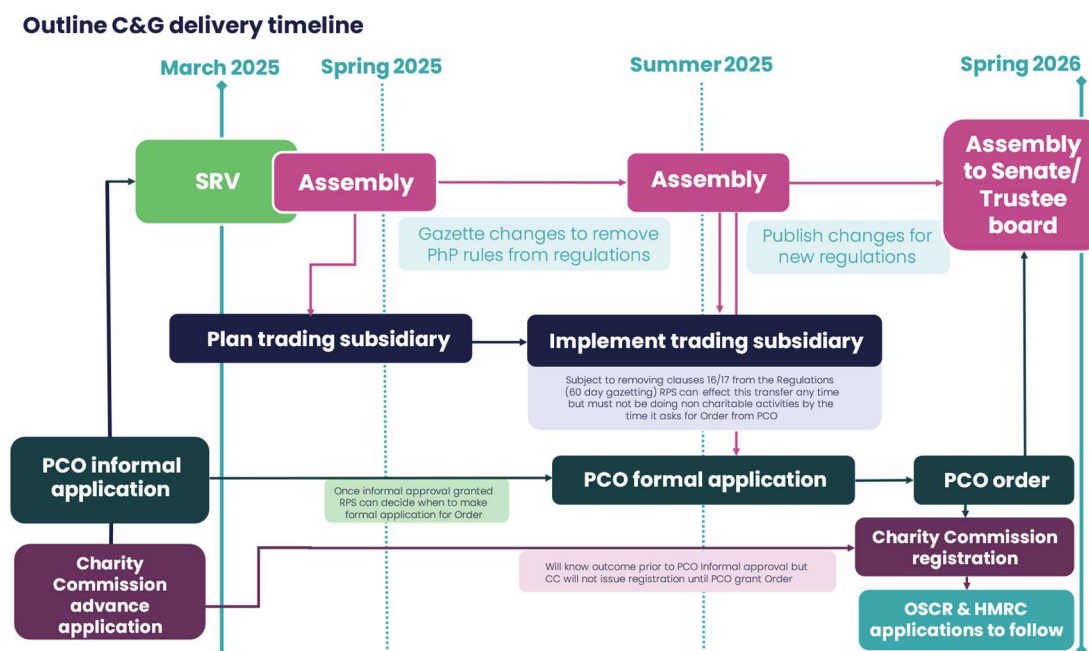 Outline C&G delivery timeline
March 2025
Spring 2025
Summer 2025
Spring 2026
SRV
Assembly
Assembly
Assembly
to Senate/
Trustee
board
Gazette changes to remove
PhP rules from regulations
Publish changes for
new regulations
Plan trading subsidiary
Implement trading subsidiary
Subject to removing clauses 16/17 from the Regulations
(60 day gazetting) RPS can effect this transfer any time
but must not be doing non charitable activities by the
time it asks for Order from PCO
PCO informal
application
PCO formal application
PCO order
Once informal approval granted
RPS can decide when to make
formal application for Order
Charity
Commission
advance
application
Charity Commission
registration
Will know outcome prior to PCO Informal approval but
CC will not issue registration until PCO grant Order
OSCR & HMRC
applications to follow